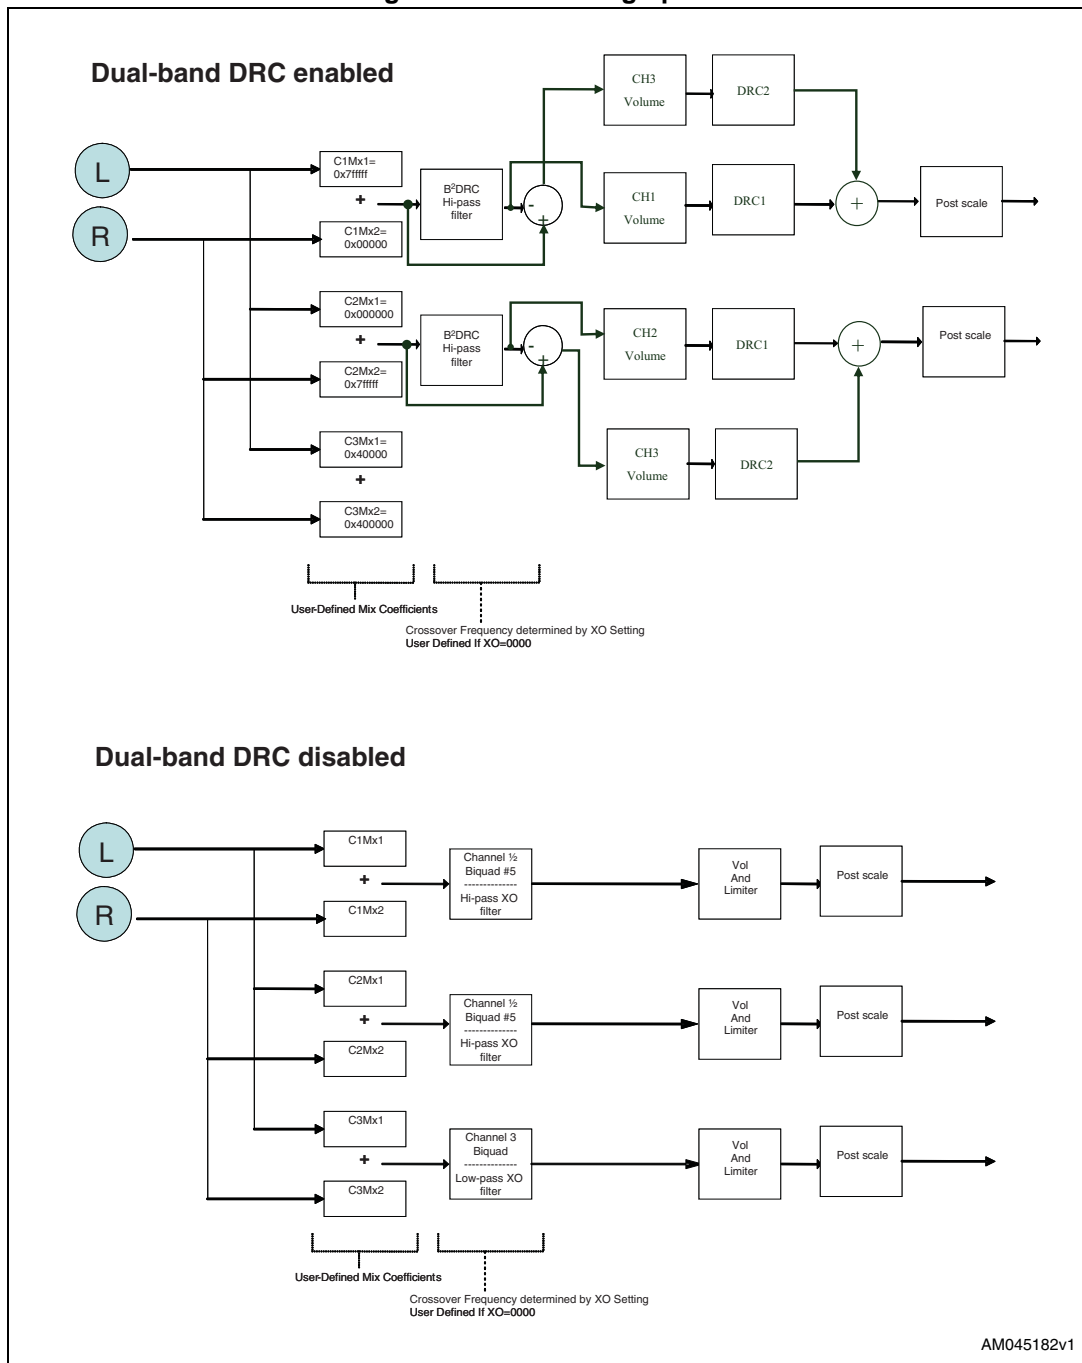 Dual-band DRC enabled
L
R
C1Mx1=
0x7fffff
+
C1Mx2=
0x00000
B²DRC
Hi-pass
filter
-
+
CH3
Volume
DRC2
CH1
Volume
DRC1
+
Post scale
C2Mx1=
0x000000
+
C2Mx2=
0x7fffff
B²DRC
Hi-pass
filter
-
+
CH2
Volume
DRC1
+
Post scale
CH3
Volume
DRC2
C3Mx1=
0x40000
+
C3Mx2=
0x400000
User-Defined Mix Coefficients
Crossover Frequency determined by XO Setting
User Defined If XO=0000
Dual-band DRC disabled
L
R
C1Mx1
+
C1Mx2
Channel ½
Biquad #5
--------------
Hi-pass XO
filter
Vol
And
Limiter
Post scale
C2Mx1
+
C2Mx2
Channel ½
Biquad #5
--------------
Hi-pass XO
filter
Vol
And
Limiter
Post scale
C3Mx1
+
C3Mx2
Channel 3
Biquad
--------------
Low-pass XO
filter
Vol
And
Limiter
Post scale
User-Defined Mix Coefficients
Crossover Frequency determined by XO Setting
User Defined If XO=0000
AM045182v1